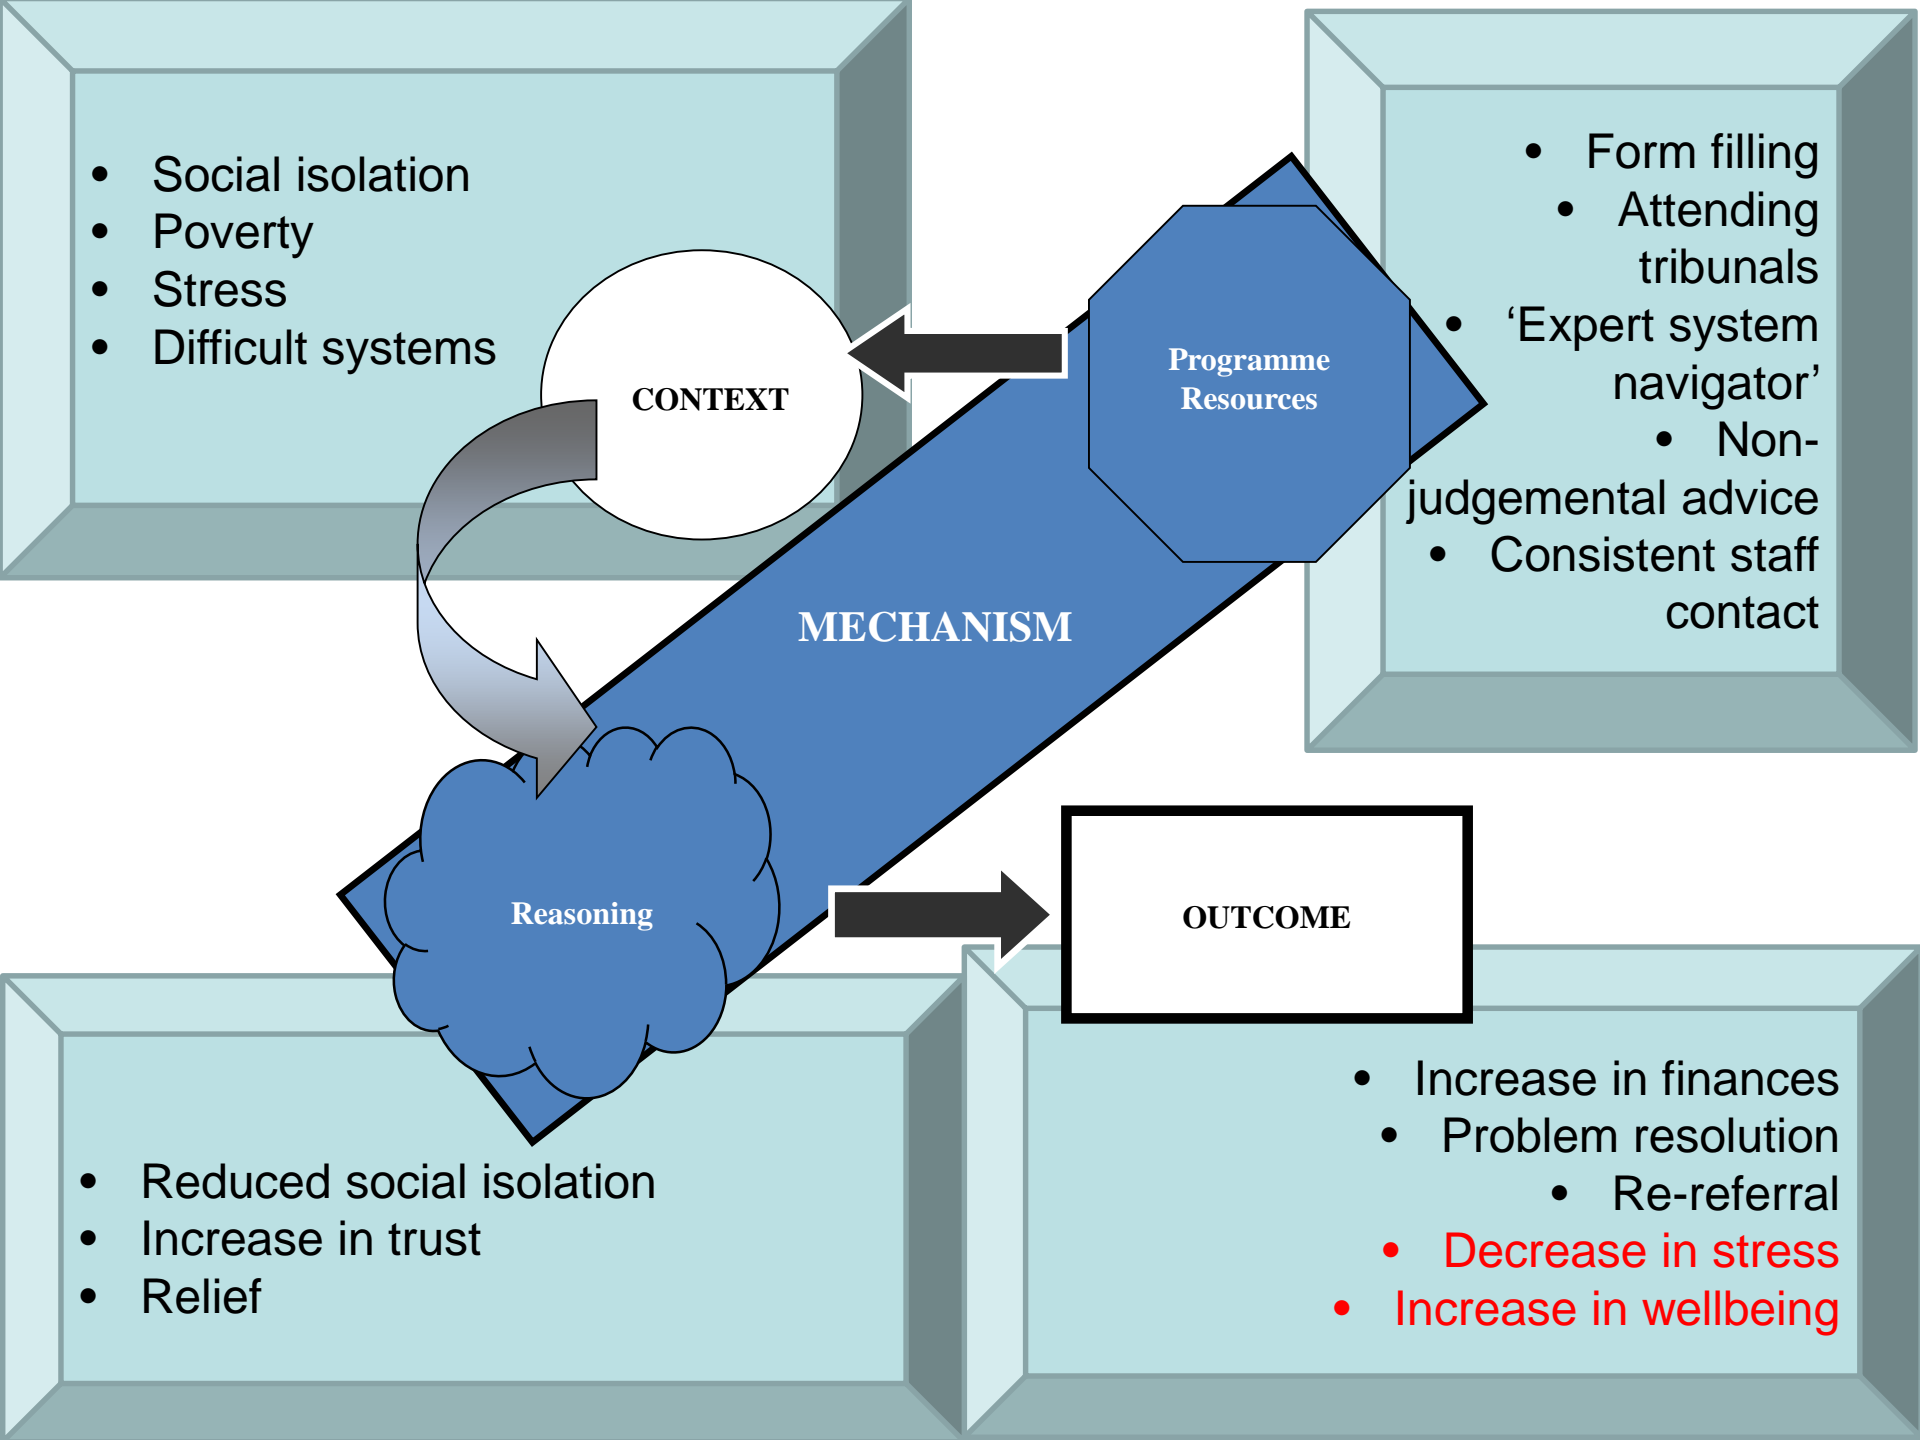 • Social isolation
• Poverty
• Stress
• Difficult systems
CONTEXT
Programme
Resources
• Form filling
• Attending
tribunals
• ‘Expert system
navigator’
• Non-
judgemental advice
• Consistent staff
contact
MECHANISM
Reasoning
OUTCOME
• Reduced social isolation
• Increase in trust
• Relief
• Increase in finances
• Problem resolution
• Re-referral
• Decrease in stress
• Increase in wellbeing